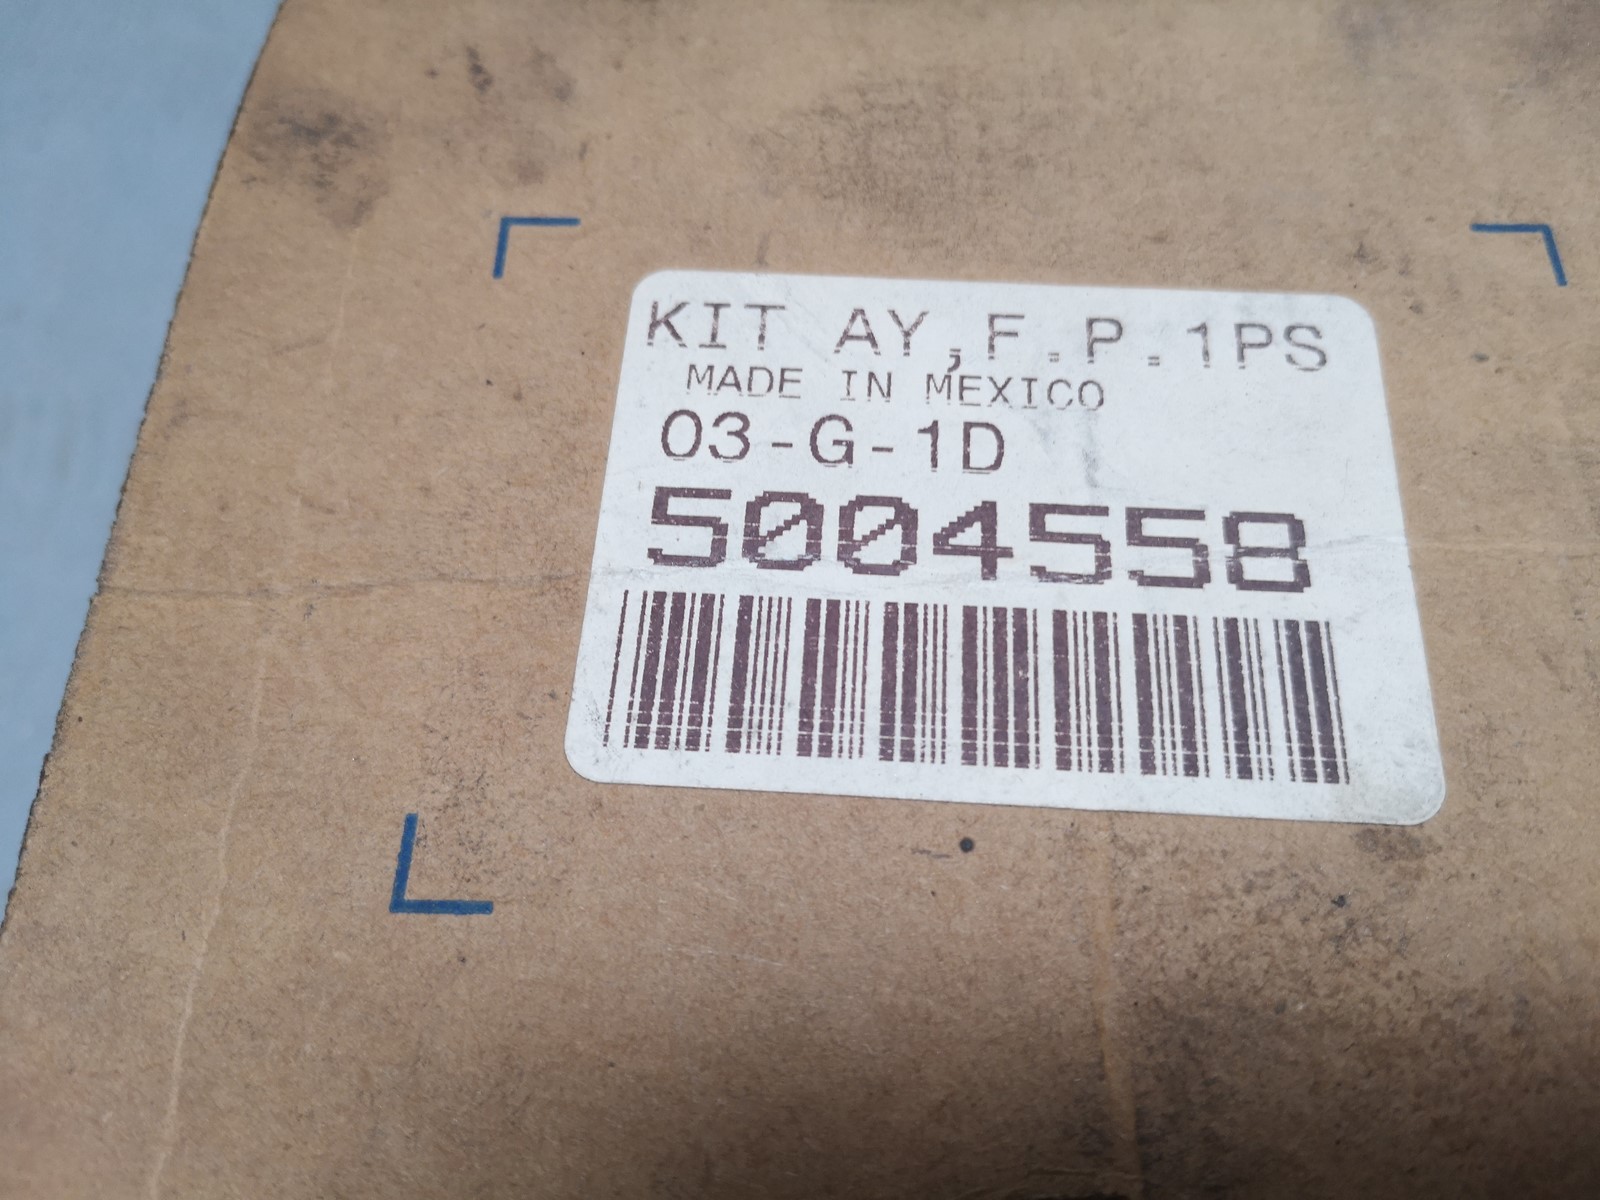 KIT AY,F.P.1PS
MADE IN MEXICO
03-G-1D
5004558